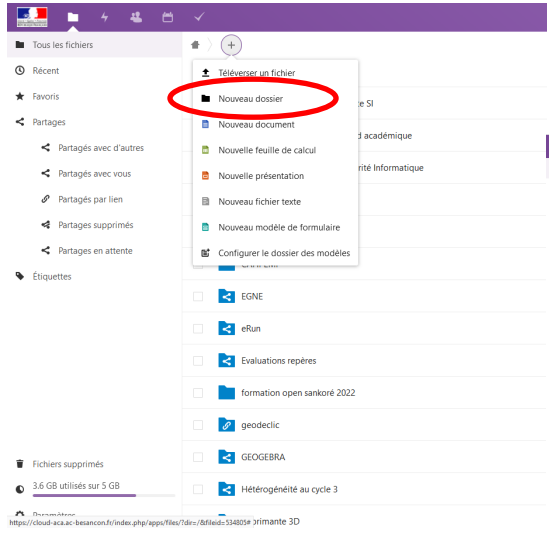 Tous les fichiers
Récent
Favoris
Partages
Partagés avec d'autres
Partagés avec vous
Partagés par lien
Partages supprimés
Partages en attente
Étiquettes
Téléverser un fichier
Nouveau dossier
Nouveau document
Nouvelle feuille de calcul
Nouvelle présentation
Nouveau fichier texte
Nouveau modèle de formulaire
Configurer le dossier des modèles
e SI
d académique
rité Informatique
EGNE
eRun
Evaluations repères
formation open sankoré 2022
geodeclic
GEOGEBRA
Hétérogénéité au cycle 3
primante 3D
Fichiers supprimés
3.6 GB utilisés sur 5 GB
Paramètres
https://cloud-aca.ac-besancon.fr/index.php/apps/files/?dir=/&fileid=534805#